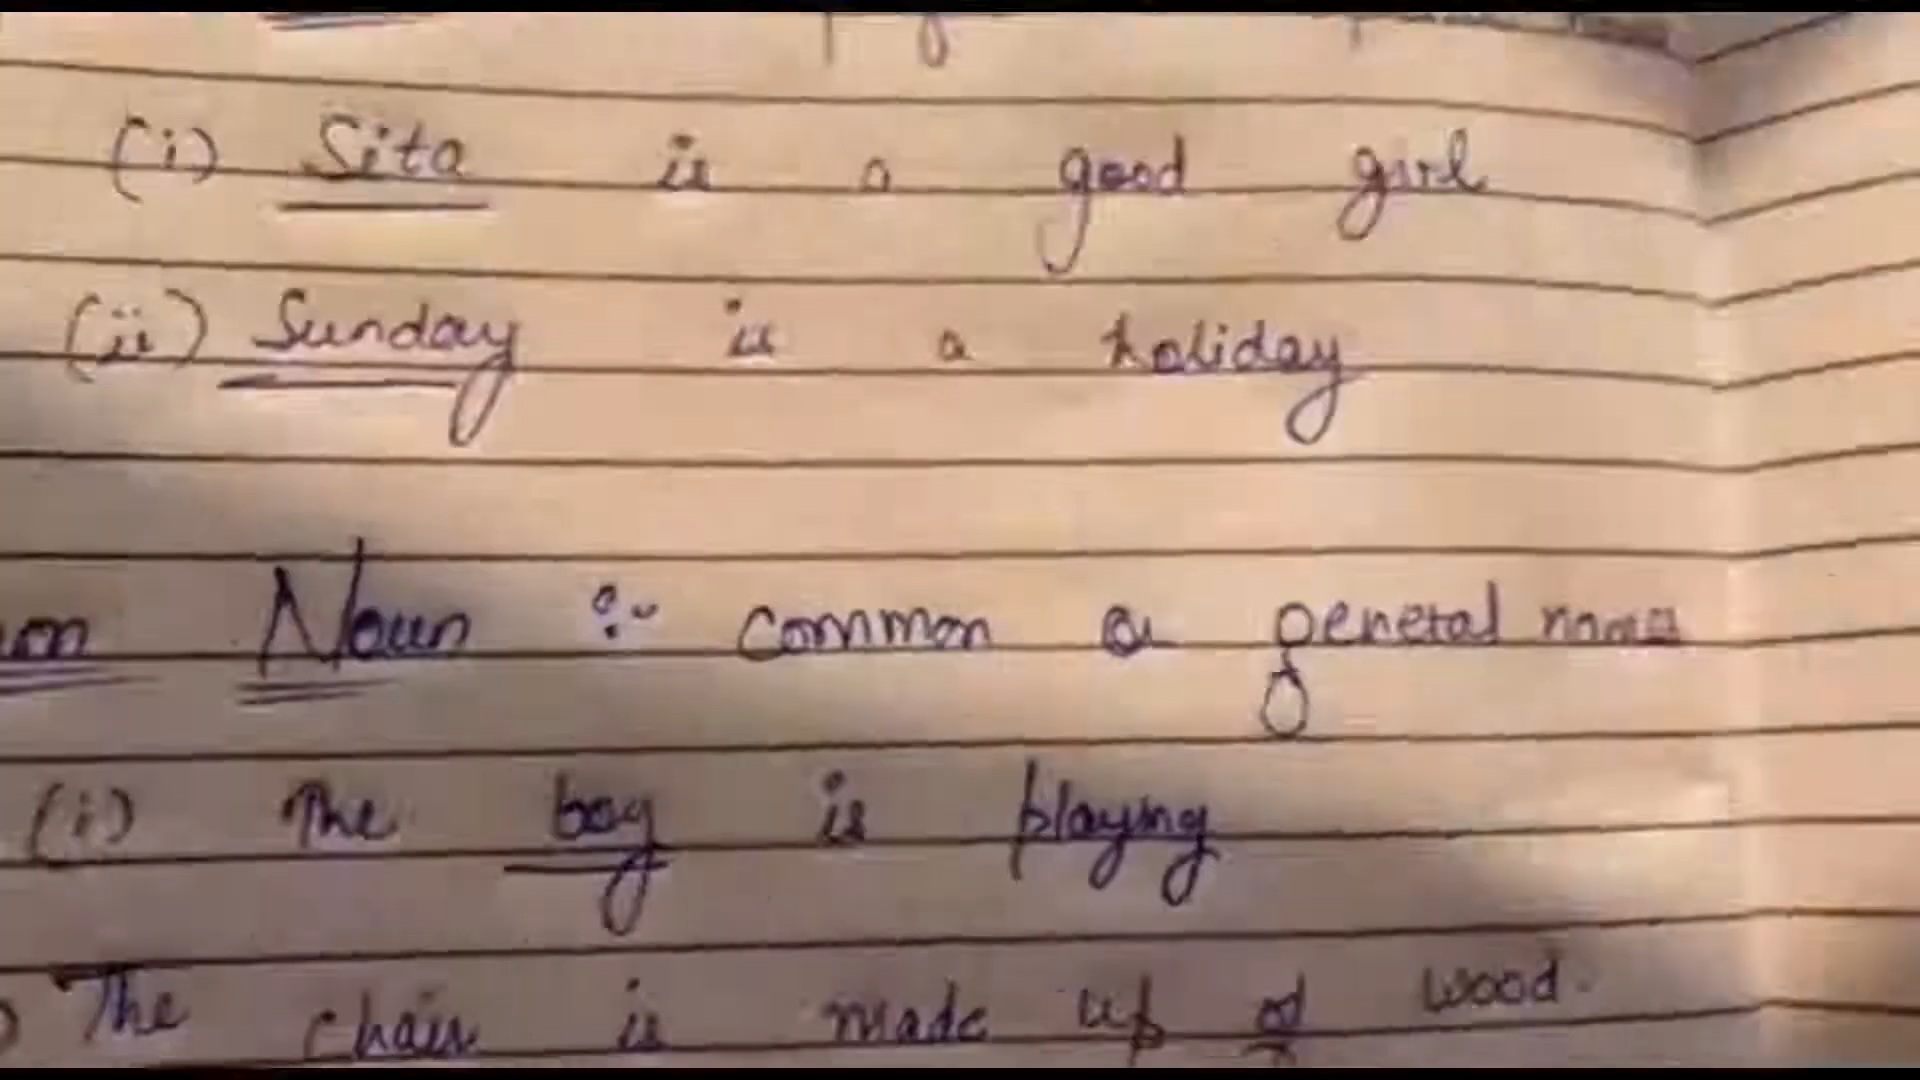 (i) Sita is a good girl
(ii) Sunday is a holiday
on Noun :- common or general name
(i) The boy is playing
The chair is made up of wood.